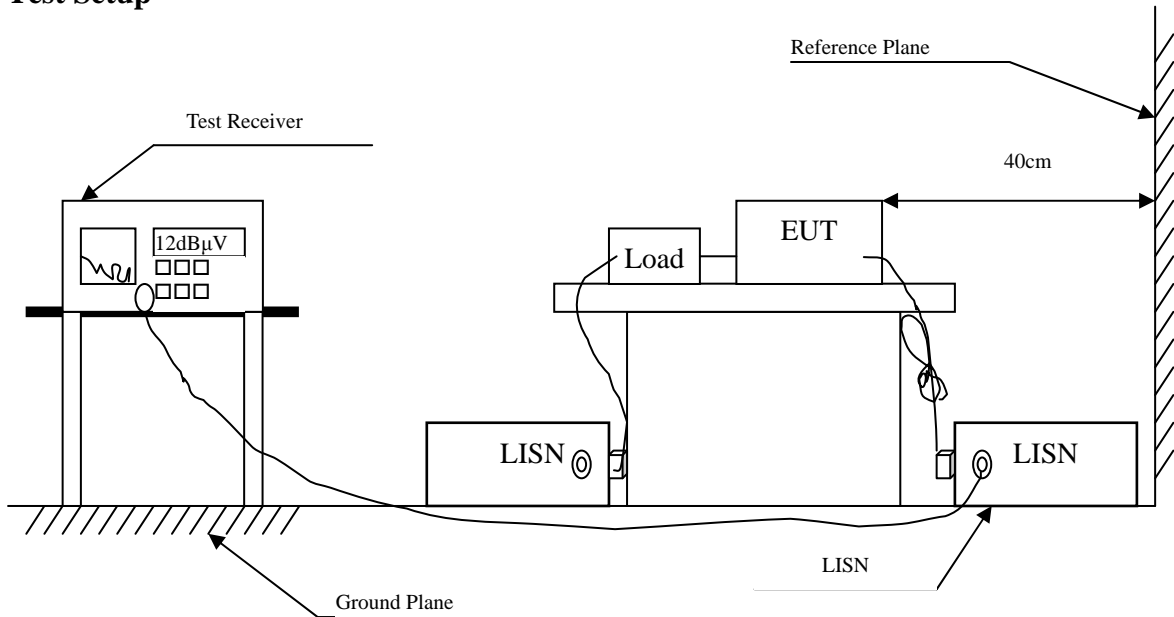 Test Setup
Reference Plane
Test Receiver
40cm
12dBµV
Load
EUT
LISN
LISN
LISN
Ground Plane